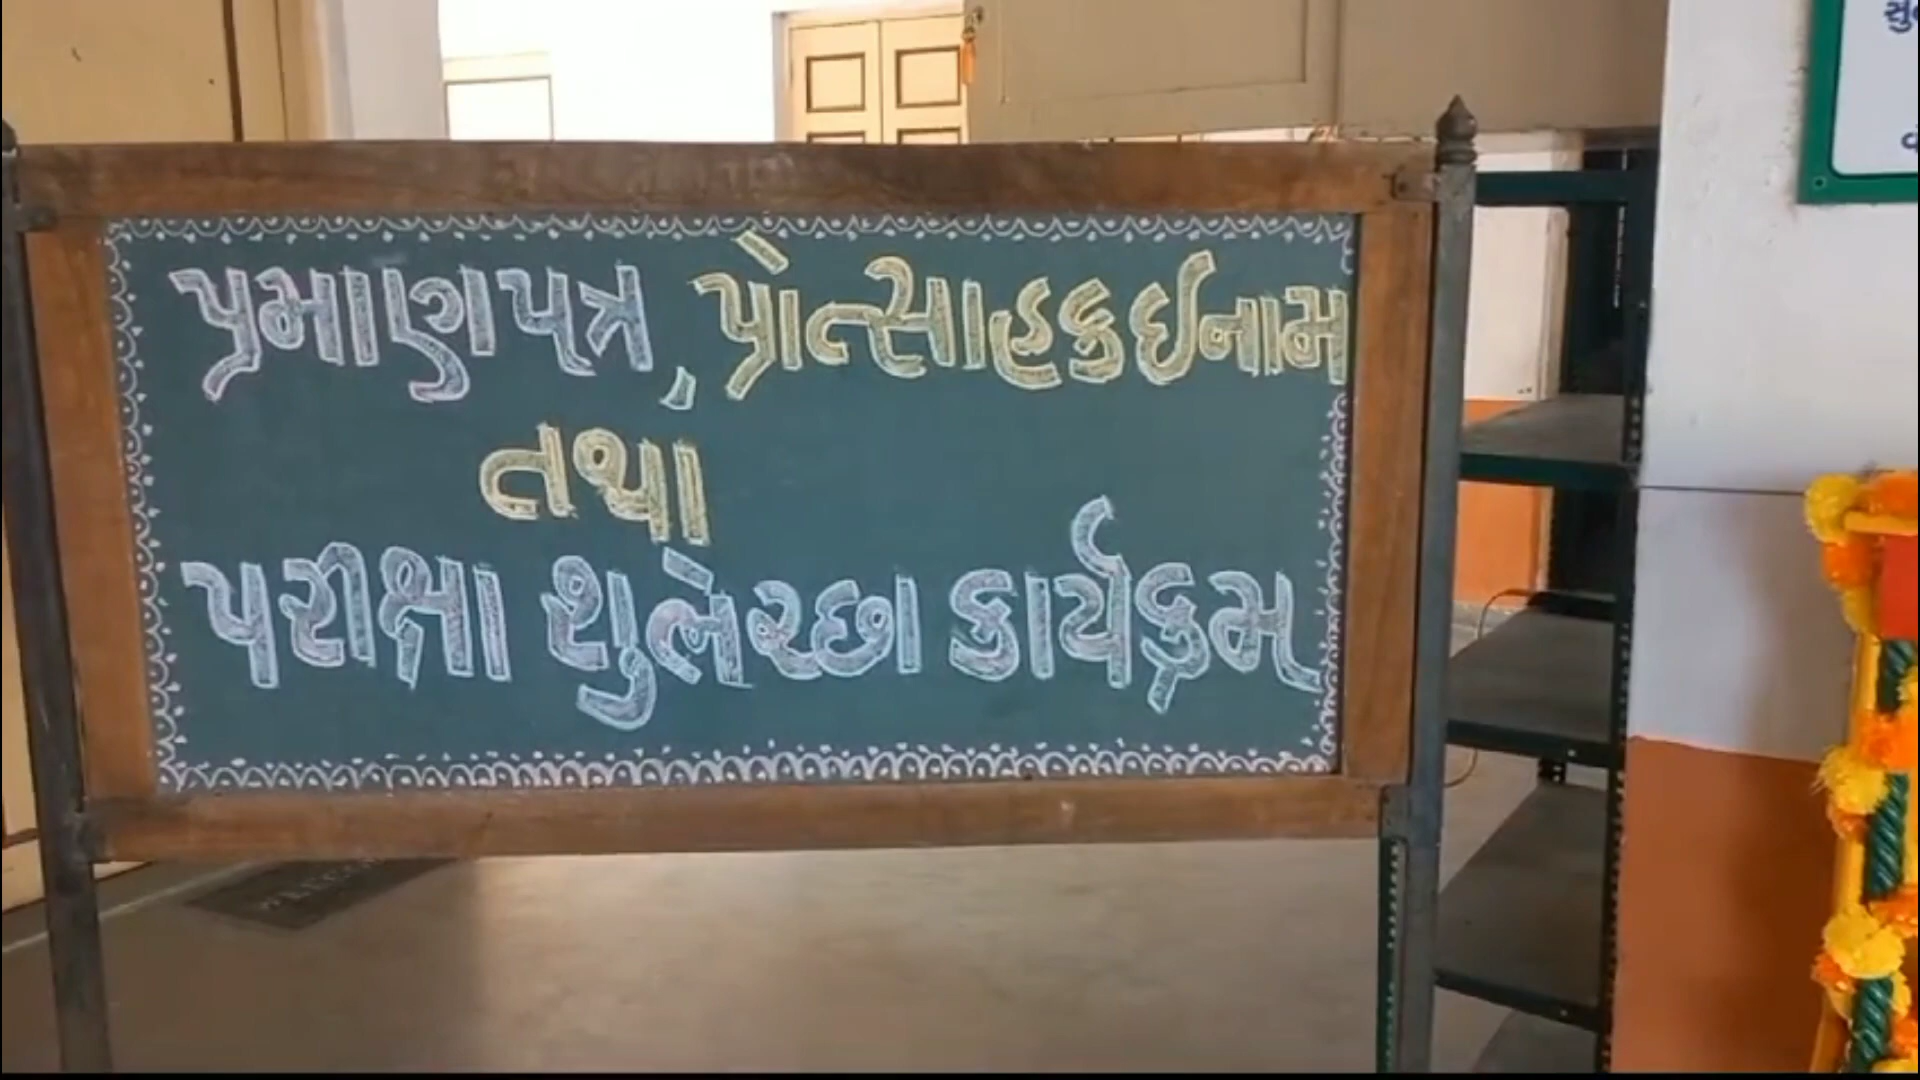 પ્રમાણપત્ર, પ્રોત્સાહક ઈનામ
તથા
પરીક્ષા શુભેચ્છા કાર્યક્રમ